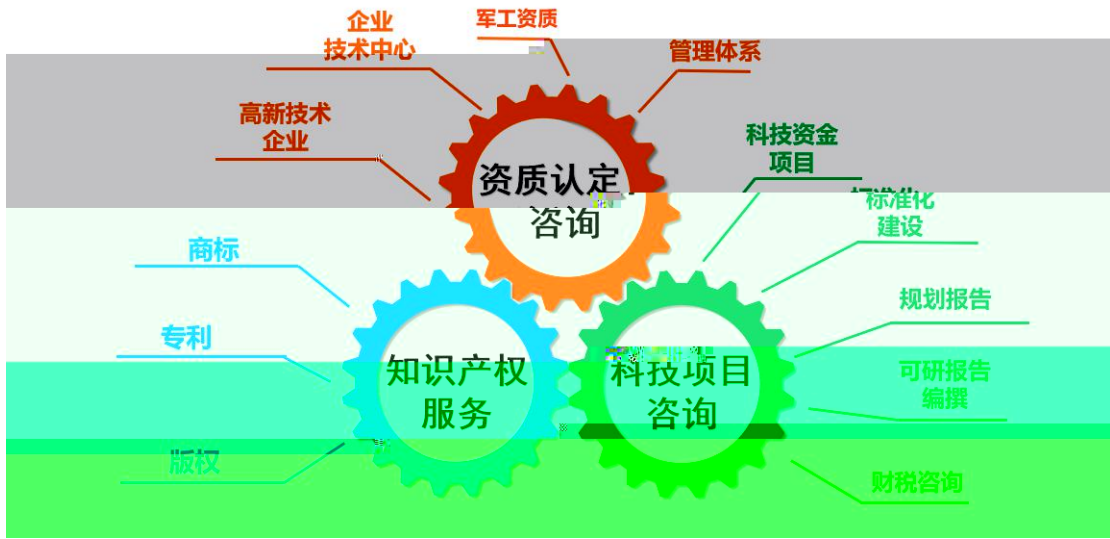 企业
技术中心
军工资质
管理体系
高新技术
企业
科技资金
项目
资质认定
咨询
标准化
建设
商标
规划报告
专利
知识产权
服务
科技项目
咨询
可研报告
编撰
版权
财税咨询